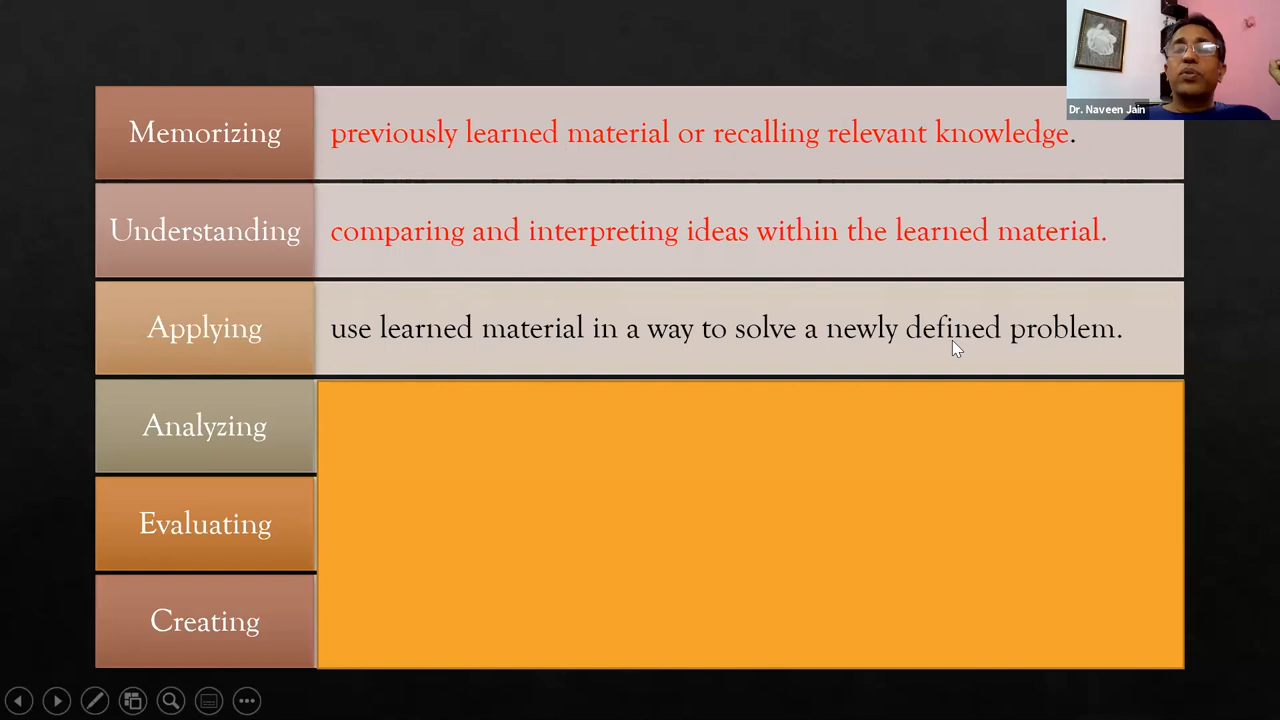 Dr. Naveen Jain
Memorizing previously learned material or recalling relevant knowledge.
Understanding comparing and interpreting ideas within the learned material.
Applying use learned material in a way to solve a newly defined problem.
Analyzing
Evaluating
Creating